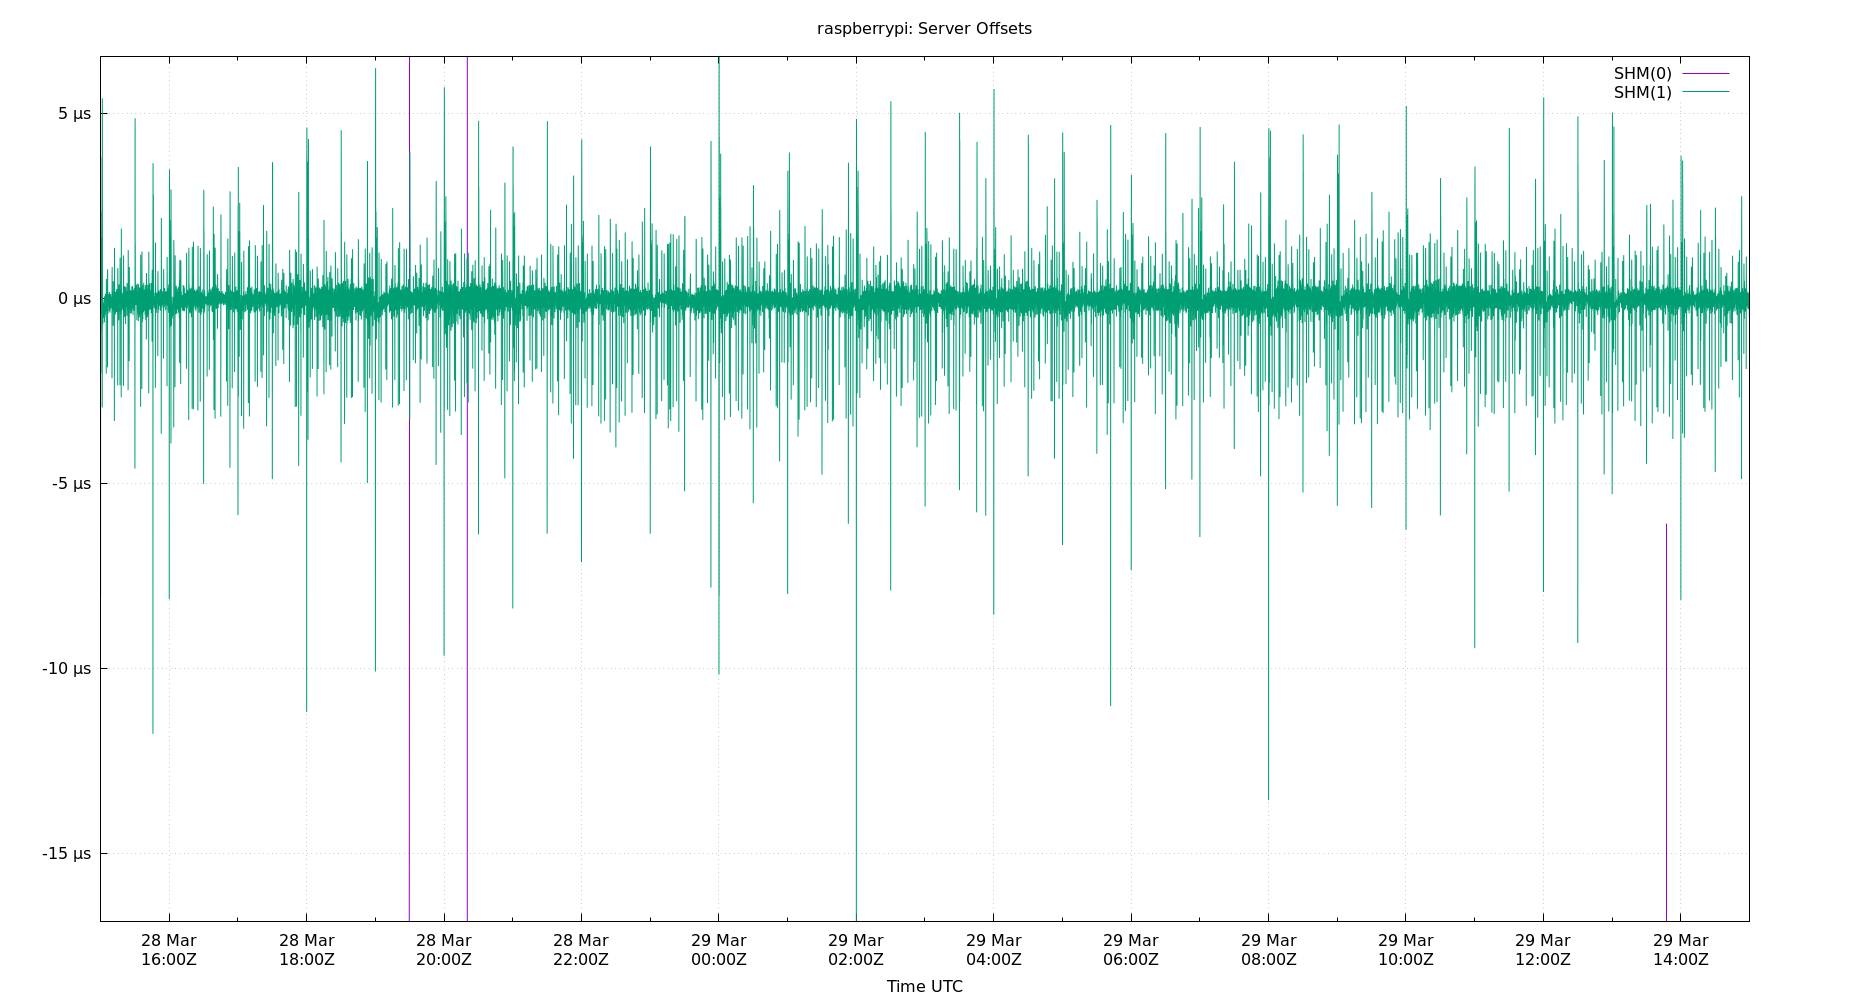 raspberrypi: Server Offsets
SHM(0)
SHM(1)
5 µs
0 µs
-5 µs
-10 µs
-15 µs
28 Mar 28 Mar 28 Mar 28 Mar 29 Mar 29 Mar 29 Mar 29 Mar 29 Mar 29 Mar 29 Mar 29 Mar
16:00Z 18:00Z 20:00Z 22:00Z 00:00Z 02:00Z 04:00Z 06:00Z 08:00Z 10:00Z 12:00Z 14:00Z
Time UTC